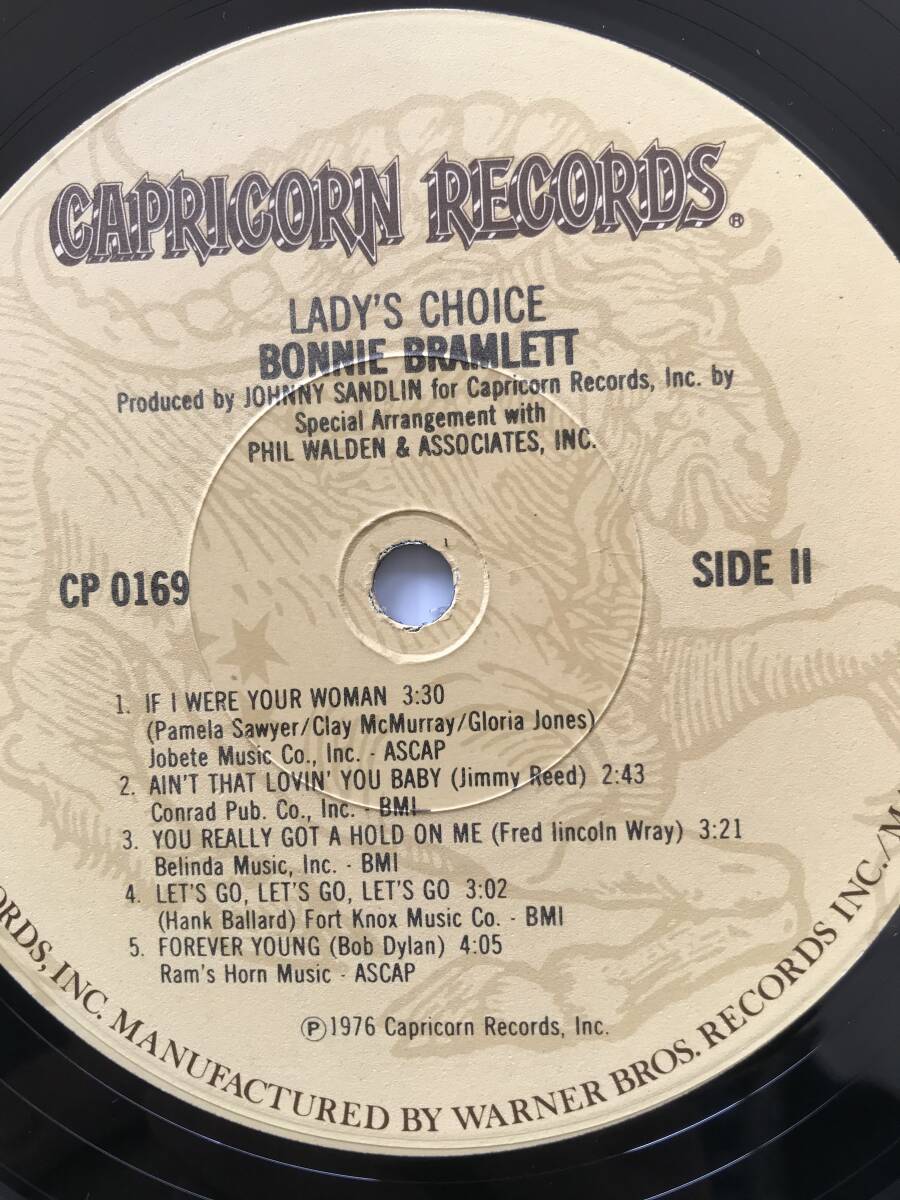 CAPRICORN RECORDS®
LADY'S CHOICE
BONNIE BRAMLETT
Produced by JOHNNY SANDLIN for Capricorn Records, Inc. by
Special Arrangement with
PHIL WALDEN & ASSOCIATES, INC.
CP 0169
SIDE II
1. IF I WERE YOUR WOMAN 3:30
(Pamela Sawyer/Clay McMurray/Gloria Jones)
Jobete Music Co., Inc. - ASCAP
2. AIN'T THAT LOVIN' YOU BABY (Jimmy Reed) 2:43
Conrad Pub. Co., Inc. - BMI
3. YOU REALLY GOT A HOLD ON ME (Fred lincoln Wray) 3:21
Belinda Music, Inc. - BMI
4. LET'S GO, LET'S GO, LET'S GO 3:02
(Hank Ballard) Fort Knox Music Co. - BMI
5. FOREVER YOUNG (Bob Dylan) 4:05
Ram's Horn Music - ASCAP
℗1976 Capricorn Records, Inc.
INC. MANUFACTURED BY WARNER BROS. RECORDS INC./